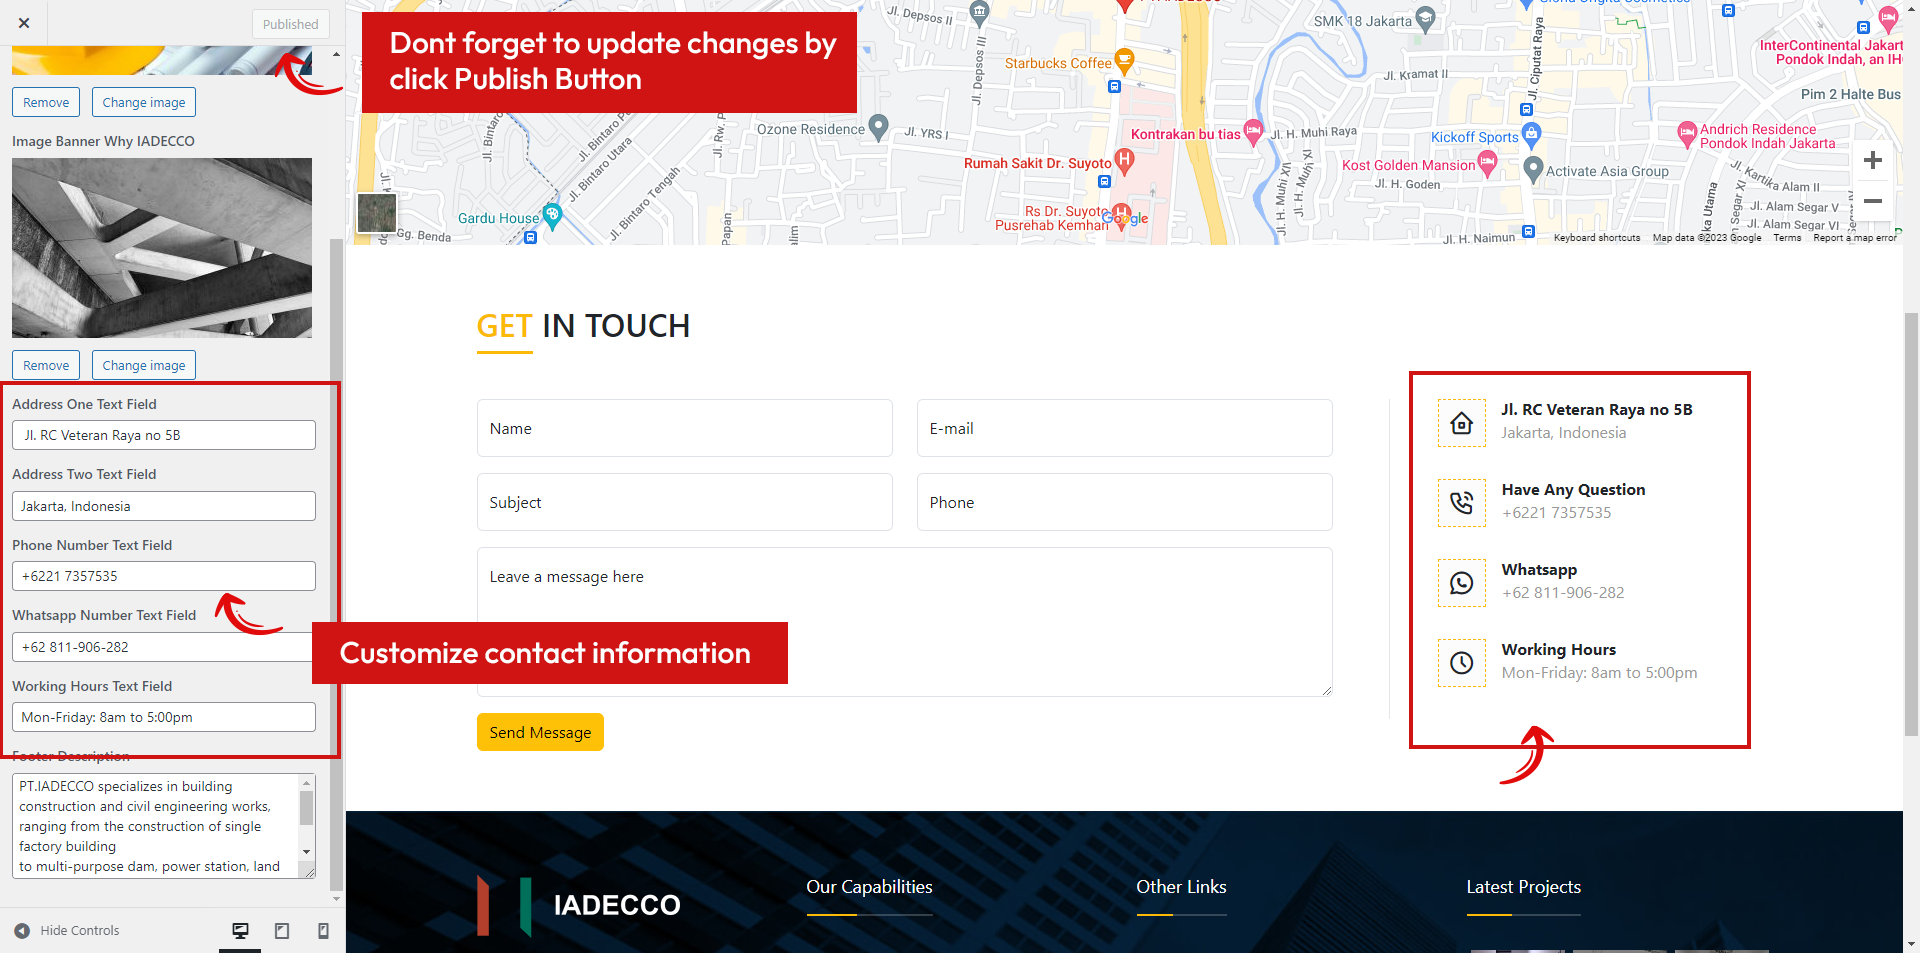 Published
Remove
Change image
Image Banner Why IADECCO
Remove
Change image
Address One Text Field
Jl. RC Veteran Raya no 5B
Address Two Text Field
Jakarta, Indonesia
Phone Number Text Field
+6221 7357535
Whatsapp Number Text Field
+62 811-906-282
Working Hours Text Field
Mon-Friday: 8am to 5:00pm
Footer Description
PT.IADECCO specializes in building
construction and civil engineering works,
ranging from the construction of single
factory building
to multi-purpose dam, power station, land
Hide Controls
Dont forget to update changes by
click Publish Button
Jl. Depsos II
Jl. Depsos III
SMK 18 Jakarta
Jl. Ciputat Raya
InterContinental Jakart
Pondok Indah, an IH
Starbucks Coffee
Jl. Kramat II
Pim 2 Halte Bus
Ozone Residence
Jl. YRS I
Kontrakan bu tias
Jl. H. Muhi Raya
Kickoff Sports
Andrich Residence
Pondok Indah Jakarta
Jl. Bintaro
Jl. Bintaro Utara
Rumah Sakit Dr. Suyoto
Kost Golden Mansion
Activate Asia Group
Jl. H. Goden
Jl. Kartika Alam II
Jl. Bintaro Tengah
Jl. H. Muhi XI
Jl. H. Muhi IX
Gardu House
Rs Dr. Suyoto
Pusrehab Kemhan
Google
Jl. Alam Segar V
Jl. Alam Segar VI
Gg. Benda
Papan
Jl. H. Naimun
Keyboard shortcuts
Map data ©2023 Google
Terms
Report a map error
GET IN TOUCH
Name
E-mail
Subject
Phone
Leave a message here
Customize contact information
Send Message
Jl. RC Veteran Raya no 5B
Jakarta, Indonesia
Have Any Question
+6221 7357535
Whatsapp
+62 811-906-282
Working Hours
Mon-Friday: 8am to 5:00pm
IADECCO
Our Capabilities
Other Links
Latest Projects